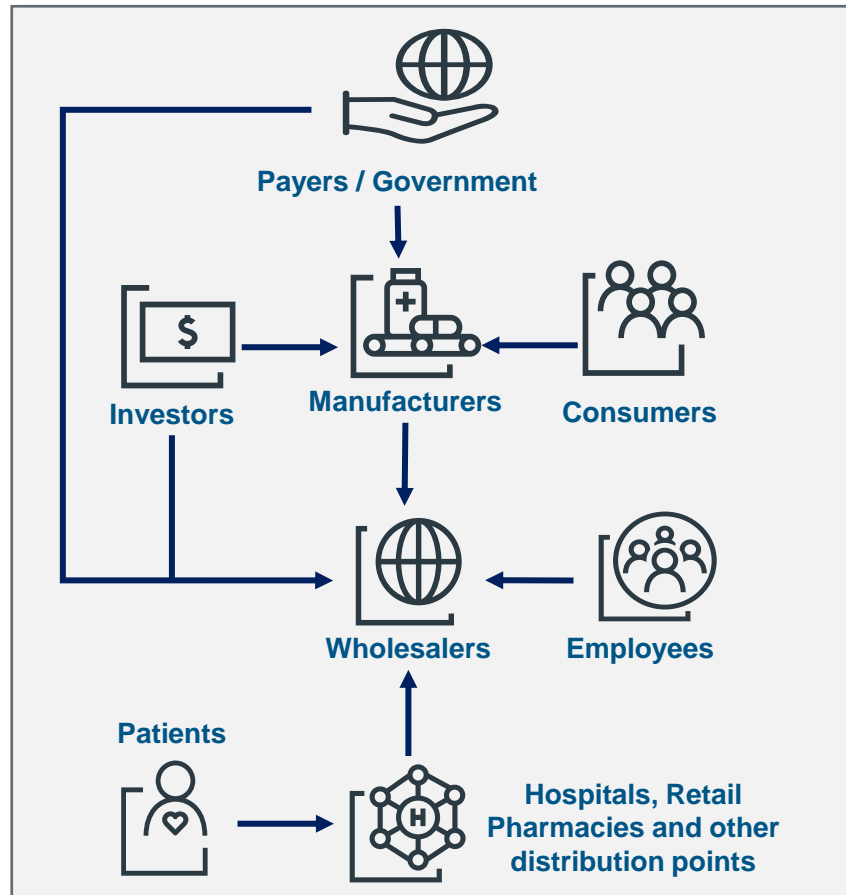 Payers / Government
$
Investors
Manufacturers
Consumers
Wholesalers
Employees
Patients
H
Hospitals, Retail
Pharmacies and other
distribution points